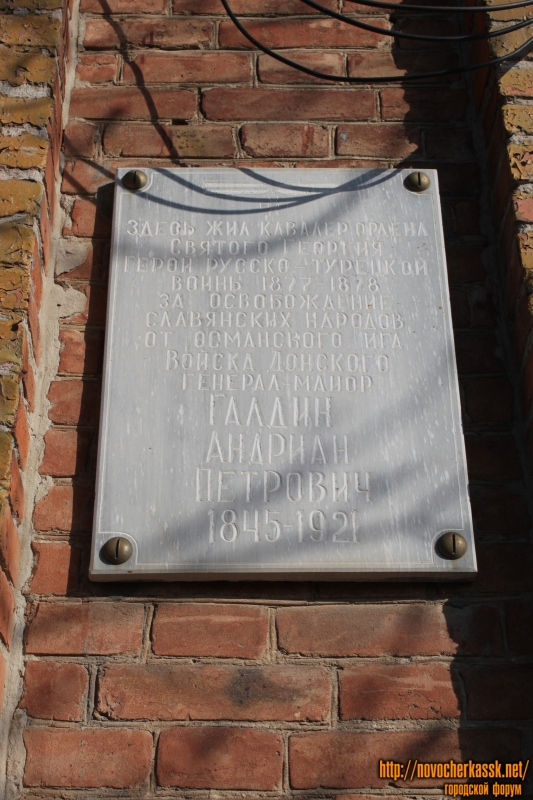 ЗДЕСЬ ЖИЛ КАВАЛЕР ОРДЕНА
СВЯТОГО ГЕОРГИЯ
ГЕРОЙ РУССКО-ТУРЕЦКОЙ
ВОЙНЫ 1877-1878
ЗА ОСВОБОЖДЕНИЕ
СЛАВЯНСКИХ НАРОДОВ
ОТ ОСМАНСКОГО ИГА
ВОЙСКА ДОНСКОГО
ГЕНЕРАЛ-МАЙОР
ГАЛДИН
АНДРИАН
ПЕТРОВИЧ
1845-1921
http://novocherkassk.net/
городской форум